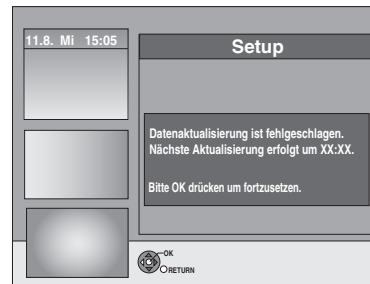 11.8. Mi 15:05
Setup
Datenaktualisierung ist fehlgeschlagen.
Nächste Aktualisierung erfolgt um XX:XX.
Bitte OK drücken um fortzusetzen.
OK
RETURN